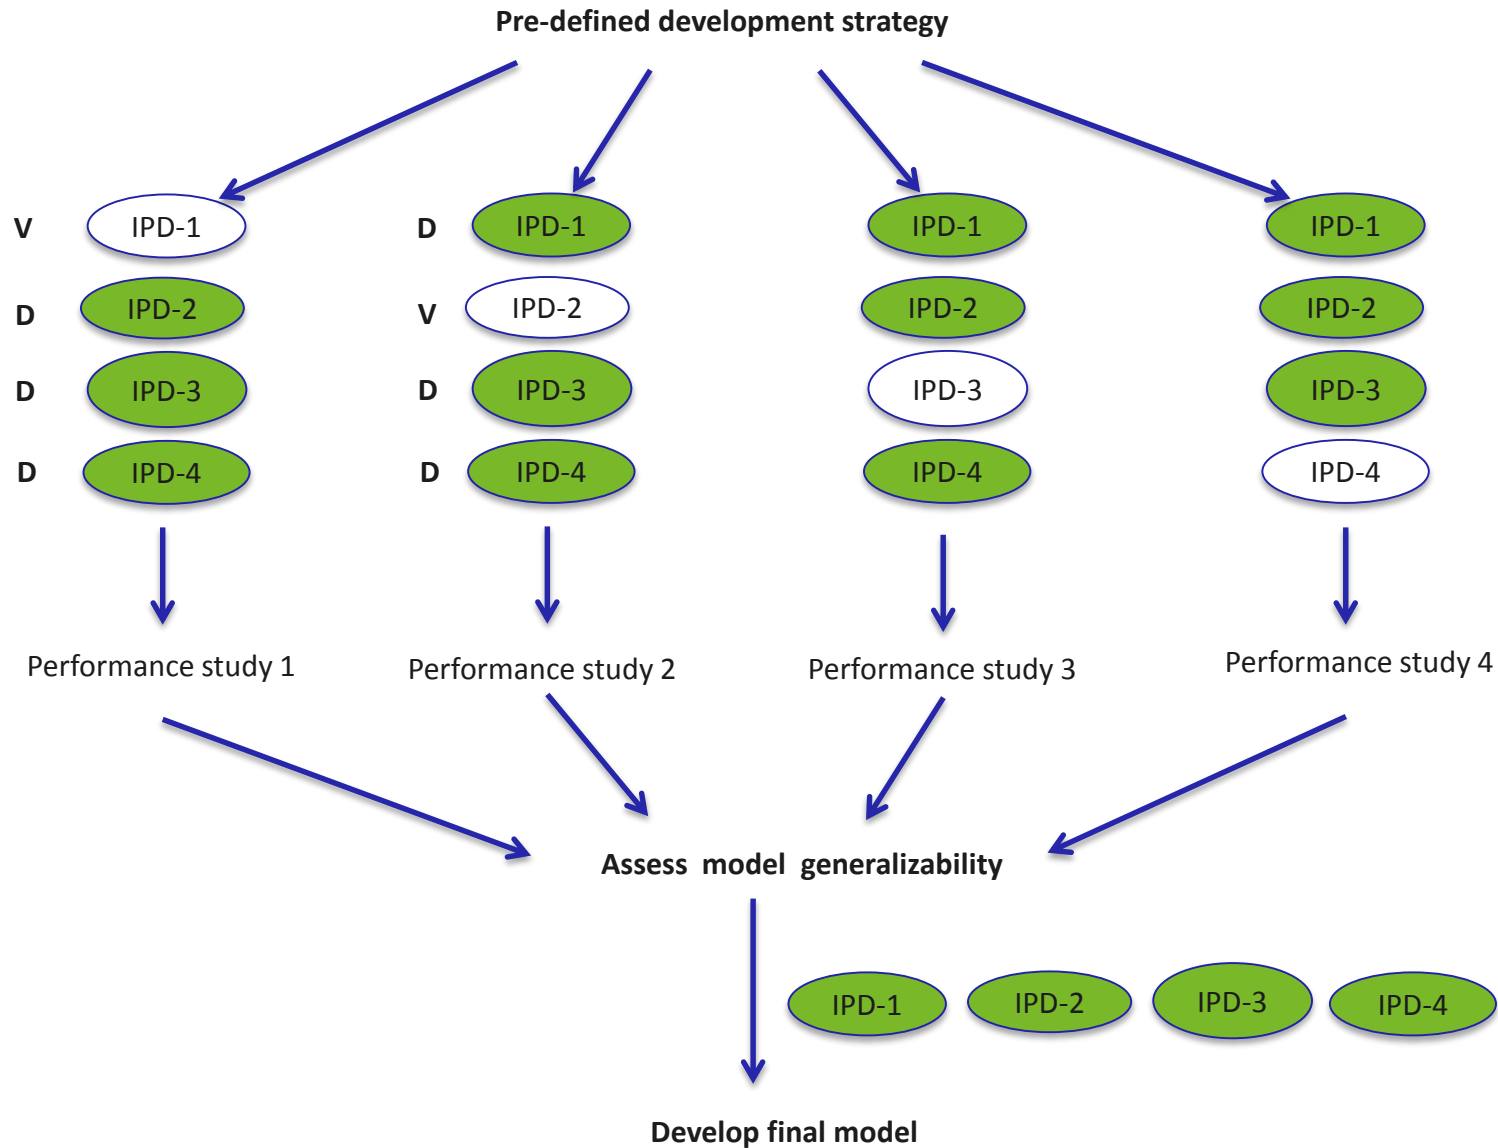 Pre-defined development strategy
V IPD-1 D IPD-1 IPD-1 IPD-1
D IPD-2 V IPD-2 IPD-2 IPD-2
D IPD-3 D IPD-3 IPD-3 IPD-3
D IPD-4 D IPD-4 IPD-4 IPD-4
Performance study 1 Performance study 2 Performance study 3 Performance study 4
Assess model generalizability
IPD-1 IPD-2 IPD-3 IPD-4
Develop final model